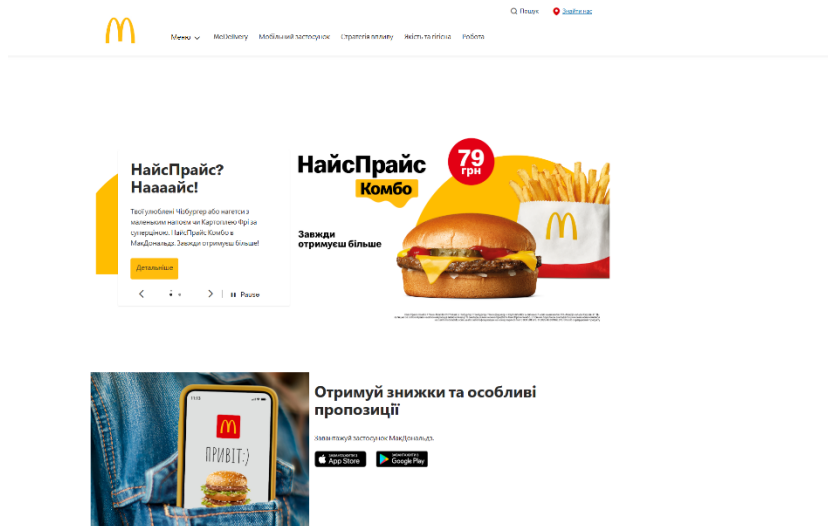 Пошук
Знайти нас
Меню
McDelivery
Мобільний застосунок
Стратегія впливу
Якість та гігієна
Робота
НайсПрайс?
Наааайс!
Твої улюблені Чізбургер або нагетси з
маленьким напоєм чи Картоплею Фрі за
суперціною. НайсПрайс Комбо в
МакДональдз. Завжди отримуєш більше!
Детальніше
Pause
НайсПрайс
Комбо
79
грн
Завжди
отримуєш більше
ПРИВІТ:)
Отримуй знижки та особливі
пропозиції
Завантажуй застосунок МакДональдз.
App Store
Google Play